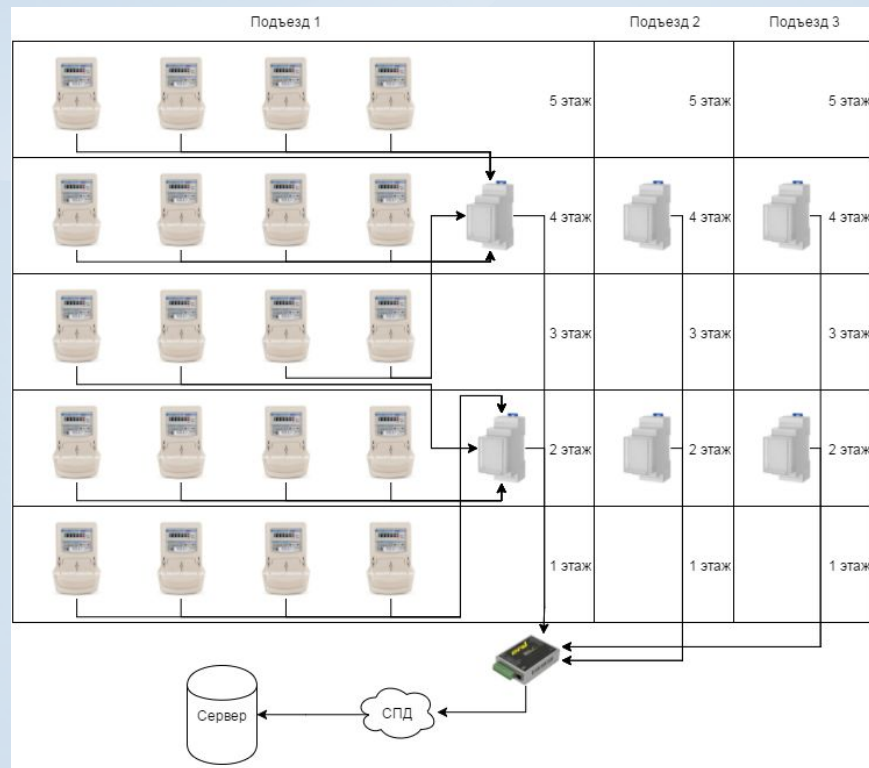 Подъезд 1 Подъезд 2 Подъезд 3
5 этаж 5 этаж 5 этаж
4 этаж 4 этаж 4 этаж
3 этаж 3 этаж 3 этаж
2 этаж 2 этаж 2 этаж
1 этаж 1 этаж 1 этаж
Сервер СПД